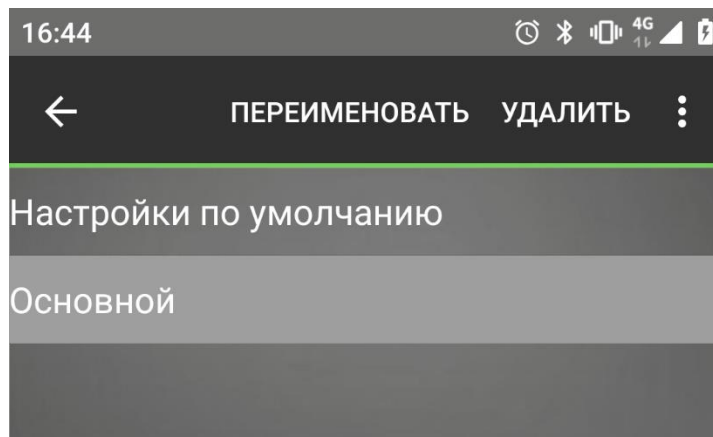 16:44
4G
ПЕРЕИМЕНОВАТЬ УДАЛИТЬ
Настройки по умолчанию
Основной